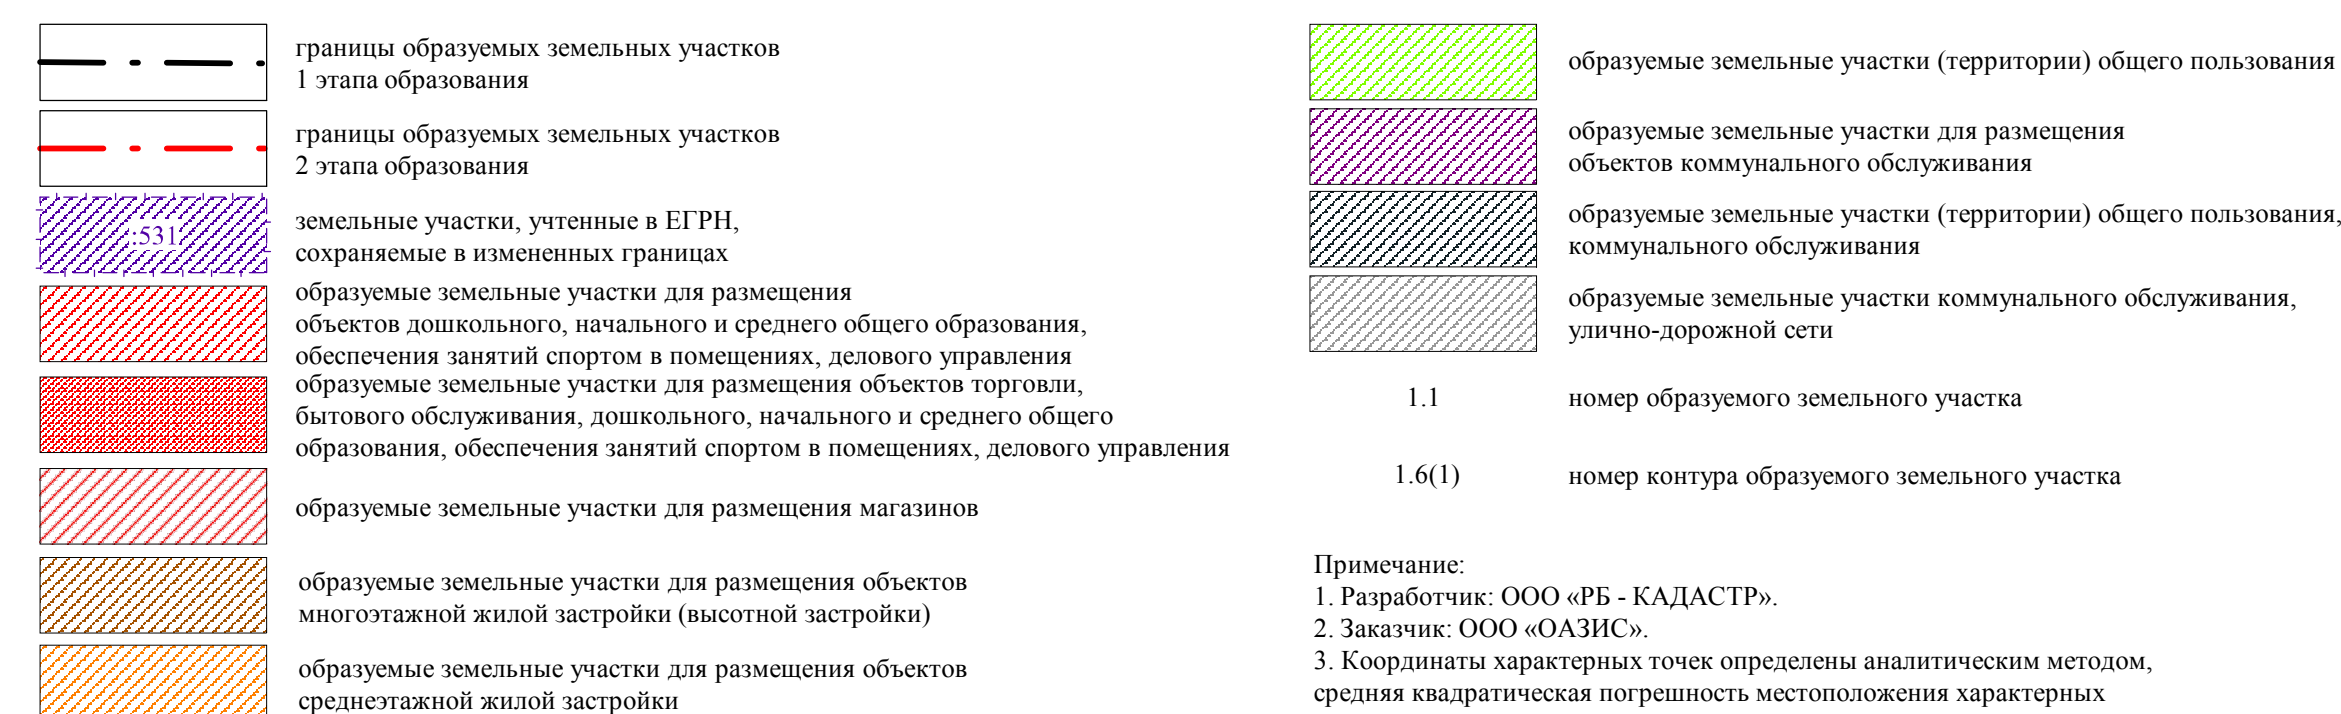 границы образуемых земельных участков
1 этапа образования
границы образуемых земельных участков
2 этапа образования
:531
земельные участки, учтенные в ЕГРН,
сохраняемые в измененных границах
образуемые земельные участки для размещения
объектов дошкольного, начального и среднего общего образования,
обеспечения занятий спортом в помещениях, делового управления
образуемые земельные участки для размещения объектов торговли,
бытового обслуживания, дошкольного, начального и среднего общего
образования, обеспечения занятий спортом в помещениях, делового управления
образуемые земельные участки для размещения магазинов
образуемые земельные участки для размещения объектов
многоэтажной жилой застройки (высотной застройки)
образуемые земельные участки для размещения объектов
среднеэтажной жилой застройки
образуемые земельные участки (территории) общего пользования
образуемые земельные участки для размещения
объектов коммунального обслуживания
образуемые земельные участки (территории) общего пользования,
коммунального обслуживания
образуемые земельные участки коммунального обслуживания,
улично-дорожной сети
1.1 номер образуемого земельного участка
1.6(1) номер контура образуемого земельного участка
Примечание:
1. Разработчик: ООО «РБ - КАДАСТР».
2. Заказчик: ООО «ОАЗИС».
3. Координаты характерных точек определены аналитическим методом,
средняя квадратическая погрешность местоположения характерных